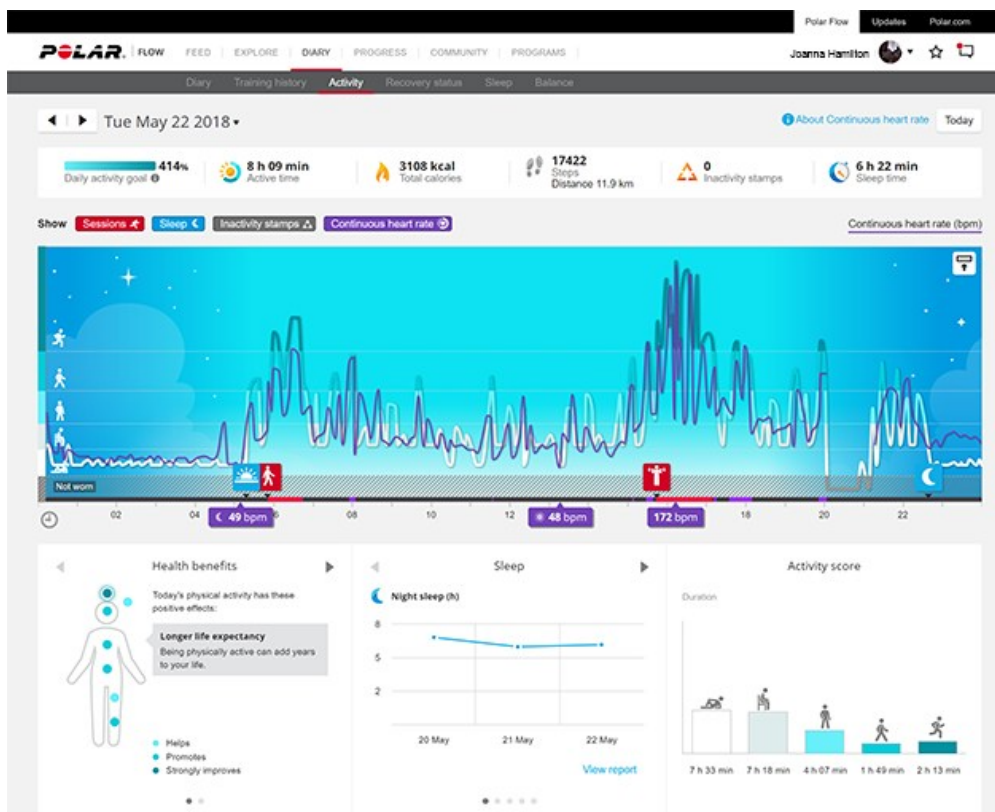 Polar Flow Updates Polar.com
POLAR. FLOW FEED EXPLORE DIARY PROGRESS COMMUNITY PROGRAMS Joanna Hamilton
Diary Training history Activity Recovery status Sleep Balance
Tue May 22 2018 About Continuous heart rate Today
414% 8 h 09 min 3108 kcal 17422 0 6 h 22 min
Daily activity goal Active time Total calories Steps Inactivity stamps Sleep time
Distance 11.9 km
Show Sessions Sleep Inactivity stamps Continuous heart rate Continuous heart rate (bpm)
Not worn
02 04 6 08 10 12 18 20 22
49 bpm 48 bpm 172 bpm
Health benefits Sleep Activity score
Today's physical activity has these
positive effects:
Longer life expectancy
Being physically active can add years
to your life.
Helps
Promotes
Strongly improves
Night sleep (h)
8
5
2
20 May 21 May 22 May
View report
Duration
7 h 33 min 7 h 18 min 4 h 07 min 1 h 49 min 2 h 13 min